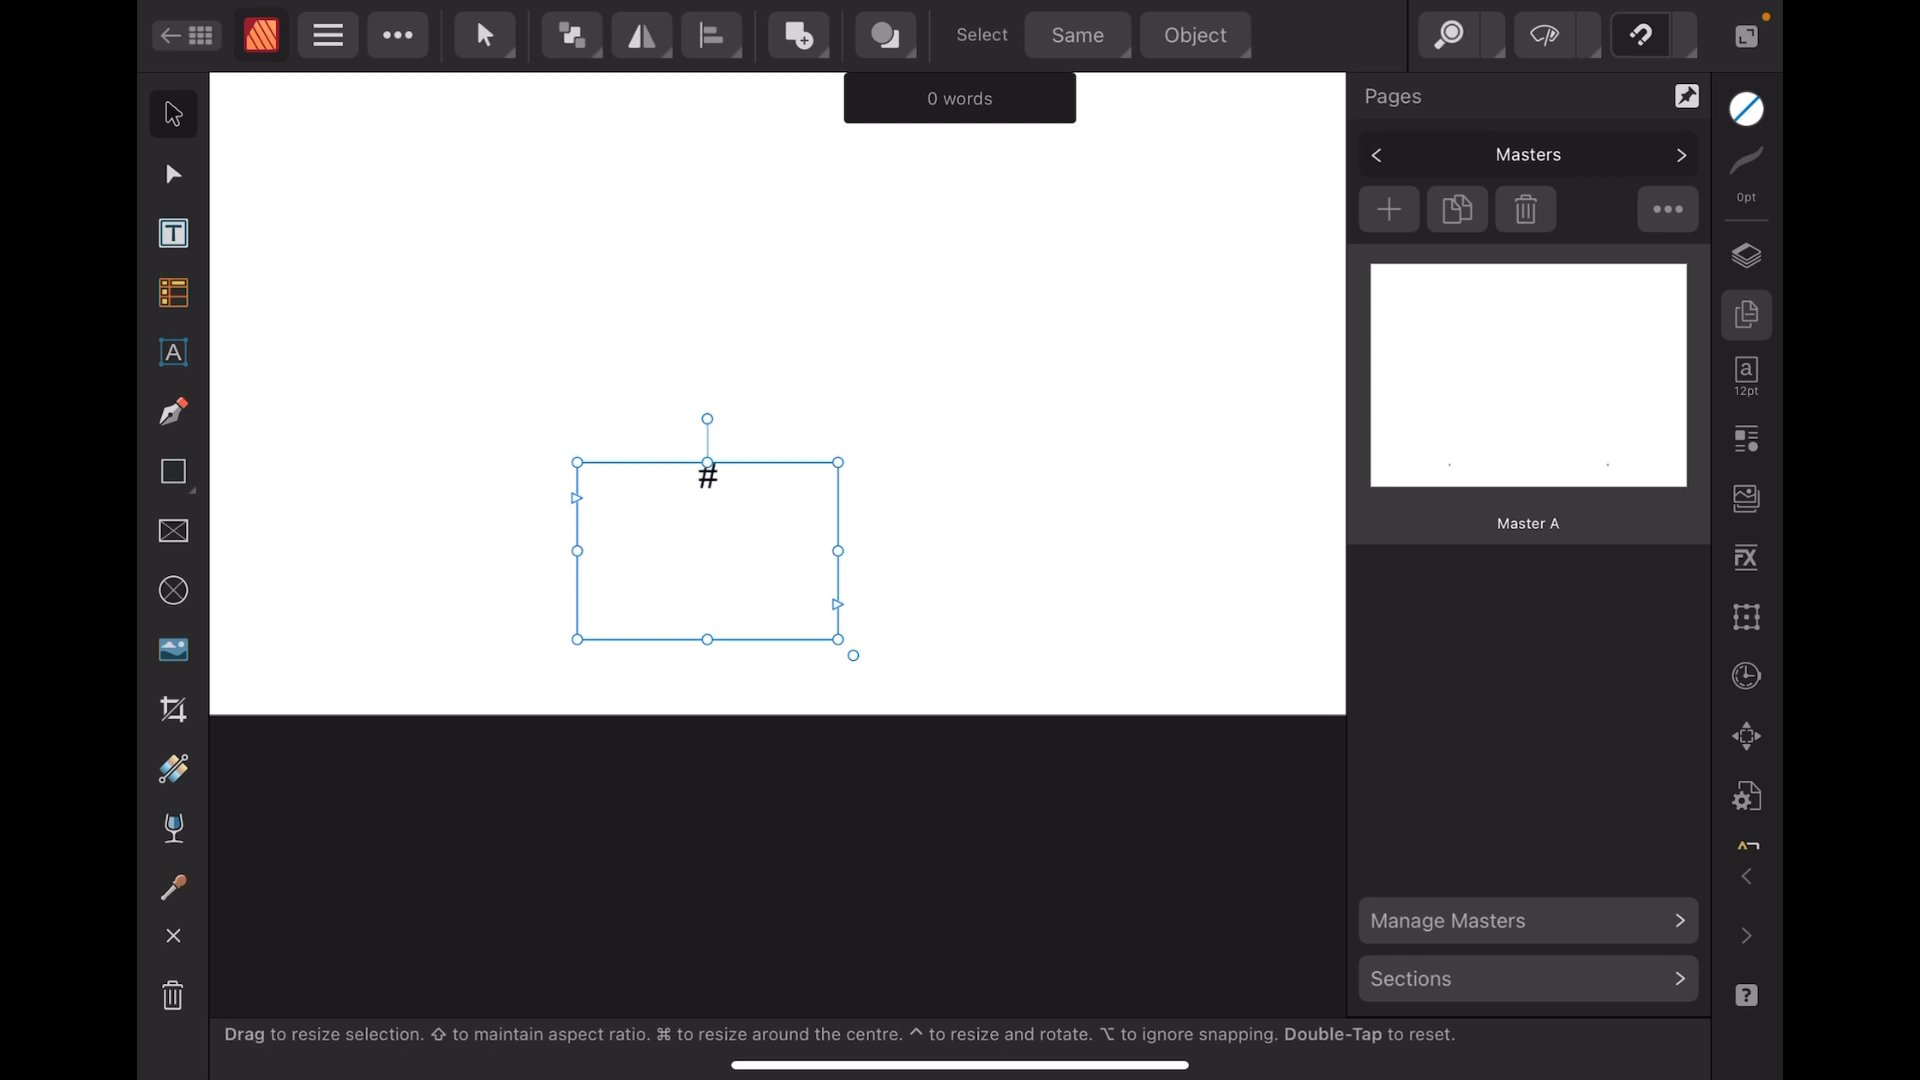 Select
Same
Object
0 words
Pages
Masters
0pt
#
a
12pt
T
A
Master A
FX
Manage Masters
Sections
?
Drag to resize selection. ⇧ to maintain aspect ratio. ⌘ to resize around the centre. ^ to resize and rotate. ⌥ to ignore snapping. Double-Tap to reset.